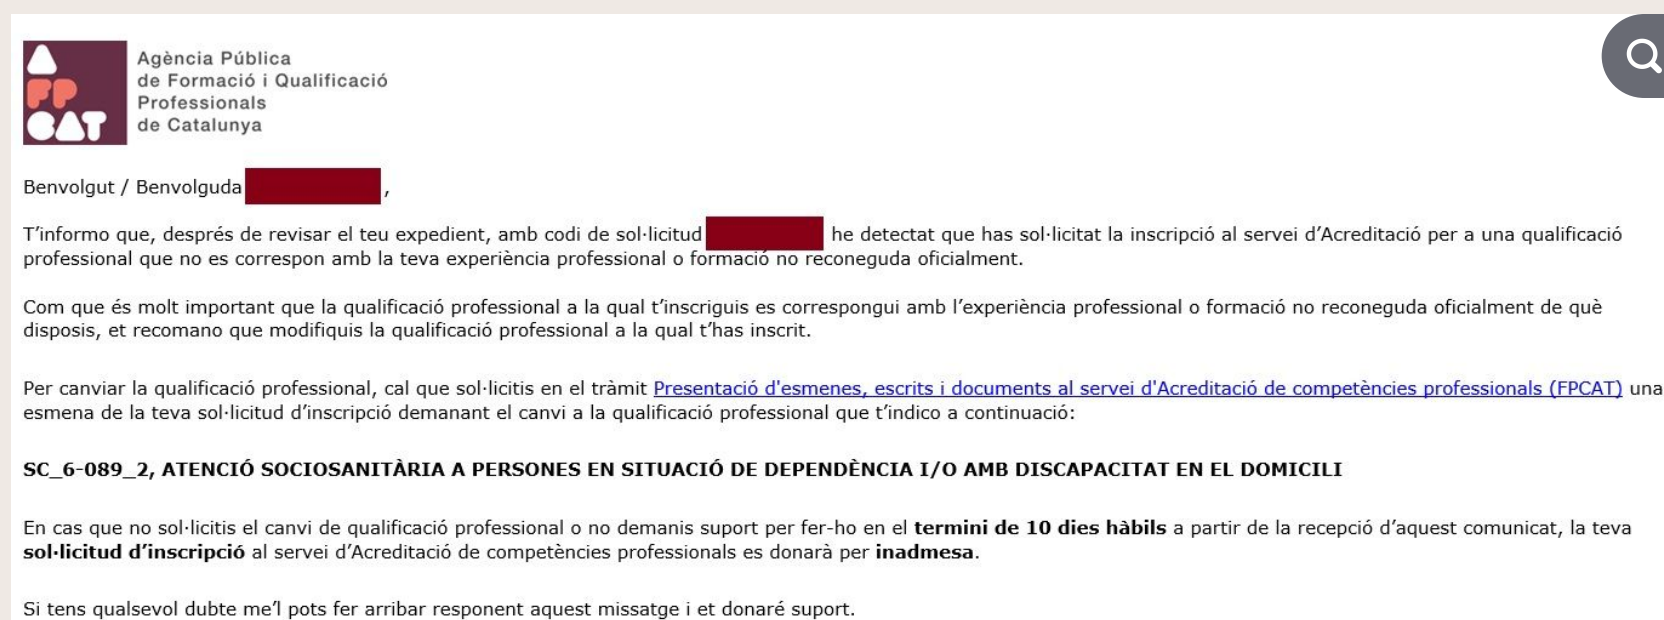 A
FP
CAT
Agència Pública
de Formació i Qualificació
Professionals
de Catalunya
Benvolgut / Benvolguda ,
T’informo que, després de revisar el teu expedient, amb codi de sol·licitud he detectat que has sol·licitat la inscripció al servei d’Acreditació per a una qualificació
professional que no es correspon amb la teva experiència professional o formació no reconeguda oficialment.
Com que és molt important que la qualificació professional a la qual t’inscriguis es correspongui amb l’experiència professional o formació no reconeguda oficialment de què
disposis, et recomano que modifiquis la qualificació professional a la qual t’has inscrit.
Per canviar la qualificació professional, cal que sol·licitis en el tràmit Presentació d'esmenes, escrits i documents al servei d'Acreditació de competències professionals (FPCAT) una
esmena de la teva sol·licitud d’inscripció demanant el canvi a la qualificació professional que t’indico a continuació:
SC_6-089_2, ATENCIÓ SOCIOSANITÀRIA A PERSONES EN SITUACIÓ DE DEPENDÈNCIA I/O AMB DISCAPACITAT EN EL DOMICILI
En cas que no sol·licitis el canvi de qualificació professional o no demanis suport per fer-ho en el termini de 10 dies hàbils a partir de la recepció d’aquest comunicat, la teva
sol·licitud d’inscripció al servei d’Acreditació de competències professionals es donarà per inadmesa.
Si tens qualsevol dubte me’l pots fer arribar responent aquest missatge i et donaré suport.